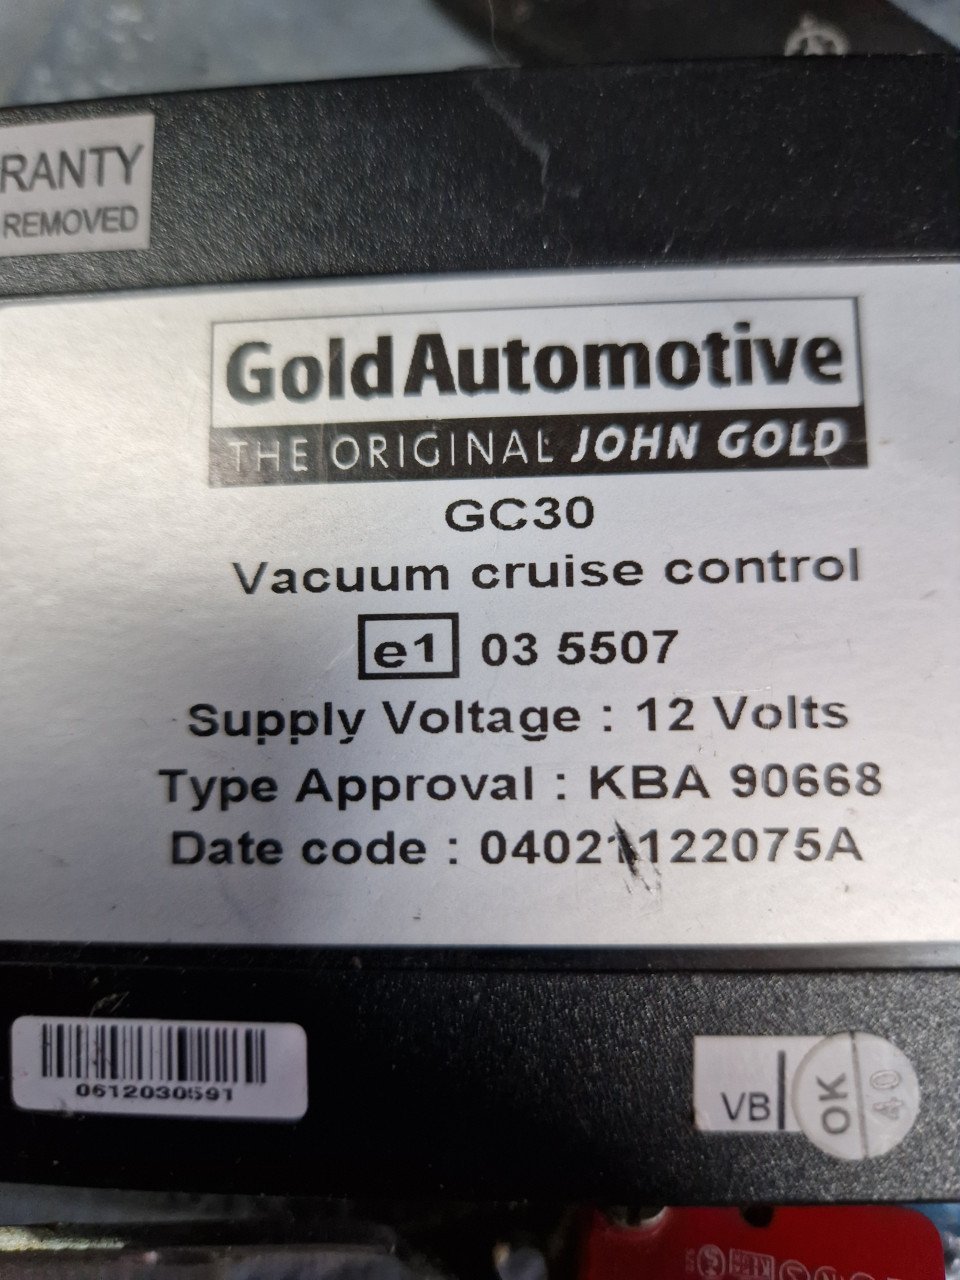 RANTY
REMOVED
Gold Automotive
THE ORIGINAL JOHN GOLD
GC30
Vacuum cruise control
e1 03 5507
Supply Voltage : 12 Volts
Type Approval : KBA 90668
Date code : 04021122075A
0612030591
VB
OK
40